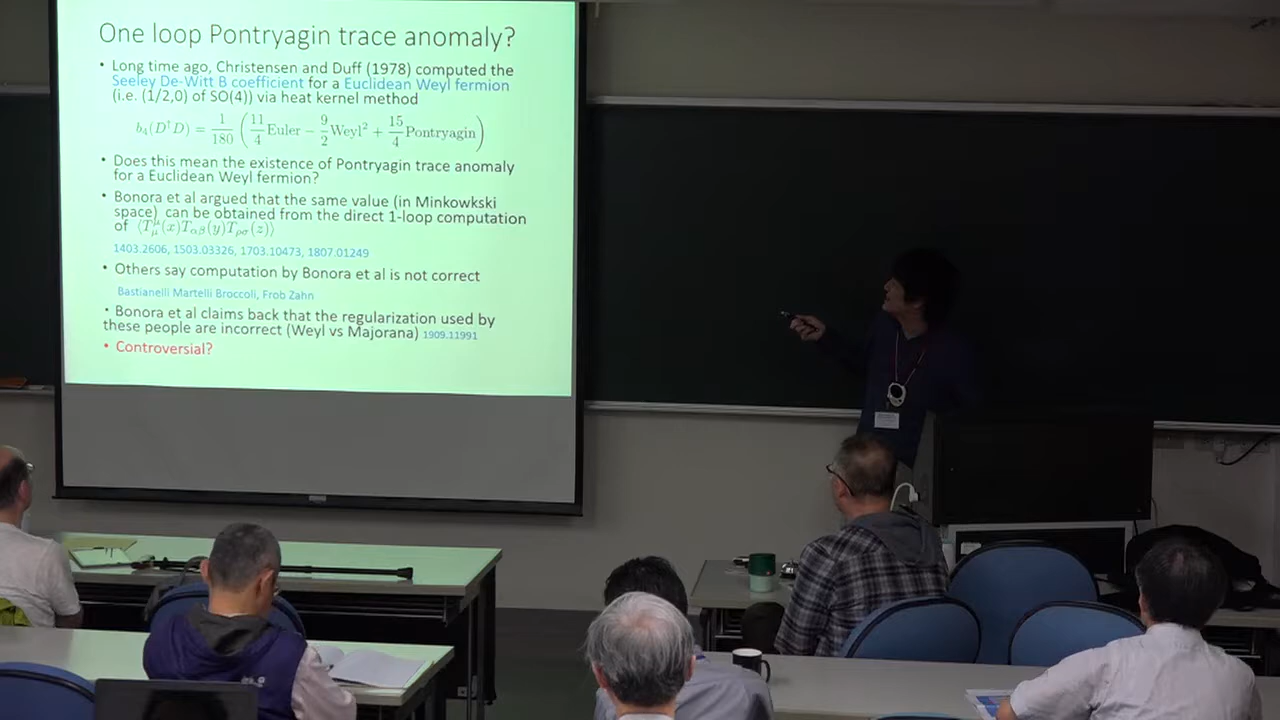 One loop Pontryagin trace anomaly?
• Long time ago, Christensen and Duff (1978) computed the
Seeley De-Witt B coefficient for a Euclidean Weyl fermion
(i.e. (1/2,0) of SO(4)) via heat kernel method
b₄(D†D) = 1/180 (11/4 Euler − 9/2 Weyl² + 15/4 Pontryagin)
• Does this mean the existence of Pontryagin trace anomaly
for a Euclidean Weyl fermion?
• Bonora et al argued that the same value (in Minkowkski
space) can be obtained from the direct 1-loop computation
of ⟨T^μ_μ(x)T_αβ(y)T_ρσ(z)⟩
1403.2606, 1503.03326, 1703.10473, 1807.01249
• Others say computation by Bonora et al is not correct
Bastianelli Martelli Broccoli, Frob Zahn
• Bonora et al claims back that the regularization used by
these people are incorrect (Weyl vs Majorana) 1909.11991
• Controversial?